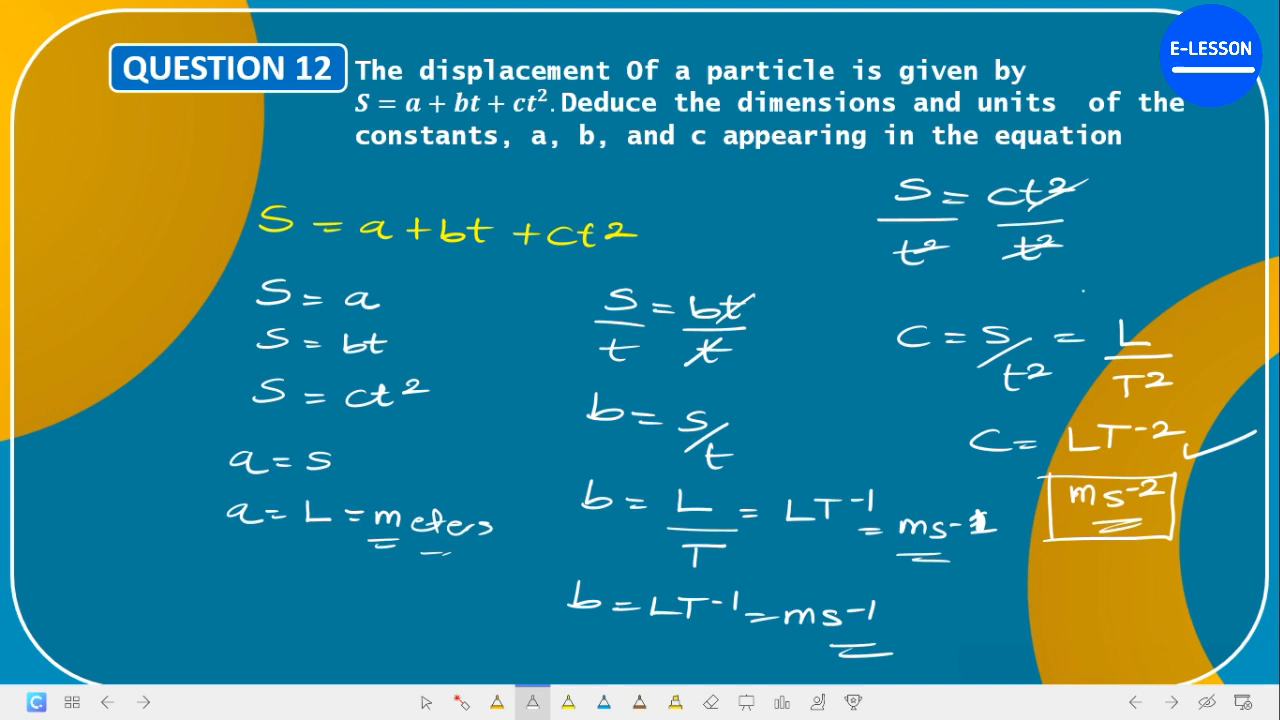 E-LESSON
QUESTION 12
The displacement Of a particle is given by
S = a + bt + ct². Deduce the dimensions and units of the
constants, a, b, and c appearing in the equation
S = a + bt + ct²
S = a
S = bt
S = ct²
a = s
a = L = meters
S/t = bt/t
b = s/t
b = L/T = LT⁻¹ = ms⁻¹
b = LT⁻¹ = ms⁻¹
S/t² = ct²/t²
C = s/t² = L/T²
C = LT⁻²
ms⁻²